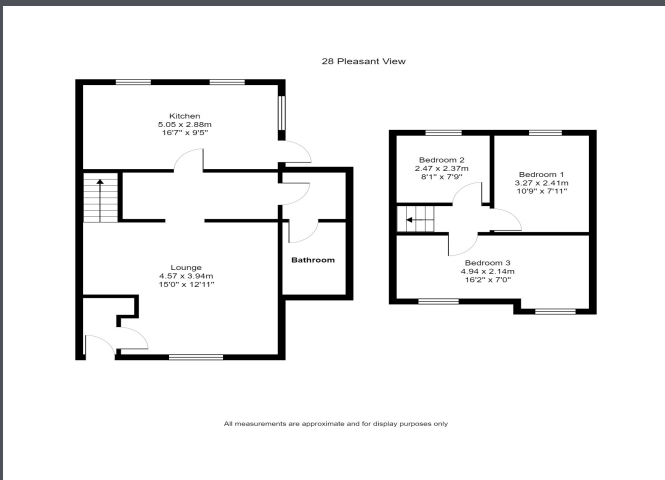 28 Pleasant View
Kitchen
5.05 x 2.88m
16'7" x 9'5"
Lounge
4.57 x 3.94m
15'0" x 12'11"
Bathroom
Bedroom 2
2.47 x 2.37m
8'1" x 7'9"
Bedroom 1
3.27 x 2.41m
10'9" x 7'11"
Bedroom 3
4.94 x 2.14m
16'2" x 7'0"
All measurements are approximate and for display purposes only